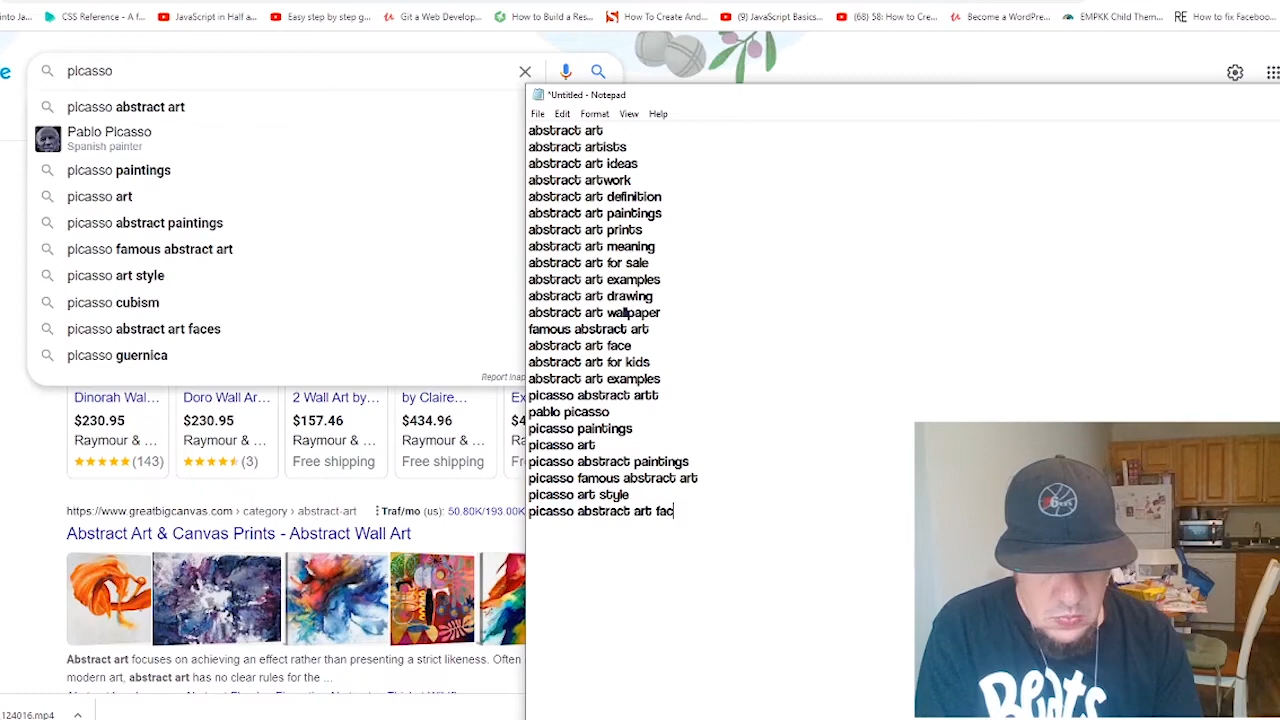 nto Ja...
CSS Reference - A f...
JavaScript in Half a...
Easy step by step g...
Git a Web Develop...
How to Build a Res...
How To Create And...
(9) JavaScript Basics...
(68) 58: How to Cre...
Become a WordPre...
EMPKK Child Them...
RE How to fix Faceboo...
e
picasso
picasso abstract art
Pablo Picasso
Spanish painter
picasso paintings
picasso art
picasso abstract paintings
picasso famous abstract art
picasso art style
picasso cubism
picasso abstract art faces
picasso guernica
Report inap
*Untitled - Notepad
File Edit Format View Help
abstract art
abstract artists
abstract art ideas
abstract artwork
abstract art definition
abstract art paintings
abstract art prints
abstract art meaning
abstract art for sale
abstract art examples
abstract art drawing
abstract art wallpaper
famous abstract art
abstract art face
abstract art for kids
abstract art examples
picasso abstract artt
pablo picasso
picasso paintings
picasso art
picasso abstract paintings
picasso famous abstract art
picasso art style
picasso abstract art fac
Dinorah Wal... Doro Wall Ar... 2 Wall Art by... by Claire... Ex
$230.95 $230.95 $157.46 $434.96 $4
Raymour & ... Raymour & ... Raymour & ... Raymour & ... Ra
(143) (3) Free shipping Free shipping Fr
https://www.greatbigcanvas.com › category › abstract-art Traf/mo (us): 50.80K/193.00K
Abstract Art & Canvas Prints - Abstract Wall Art
Abstract art focuses on achieving an effect rather than presenting a strict likeness. Often
modern art, abstract art has no clear rules for the ...
124016.mp4
76ers
Beats